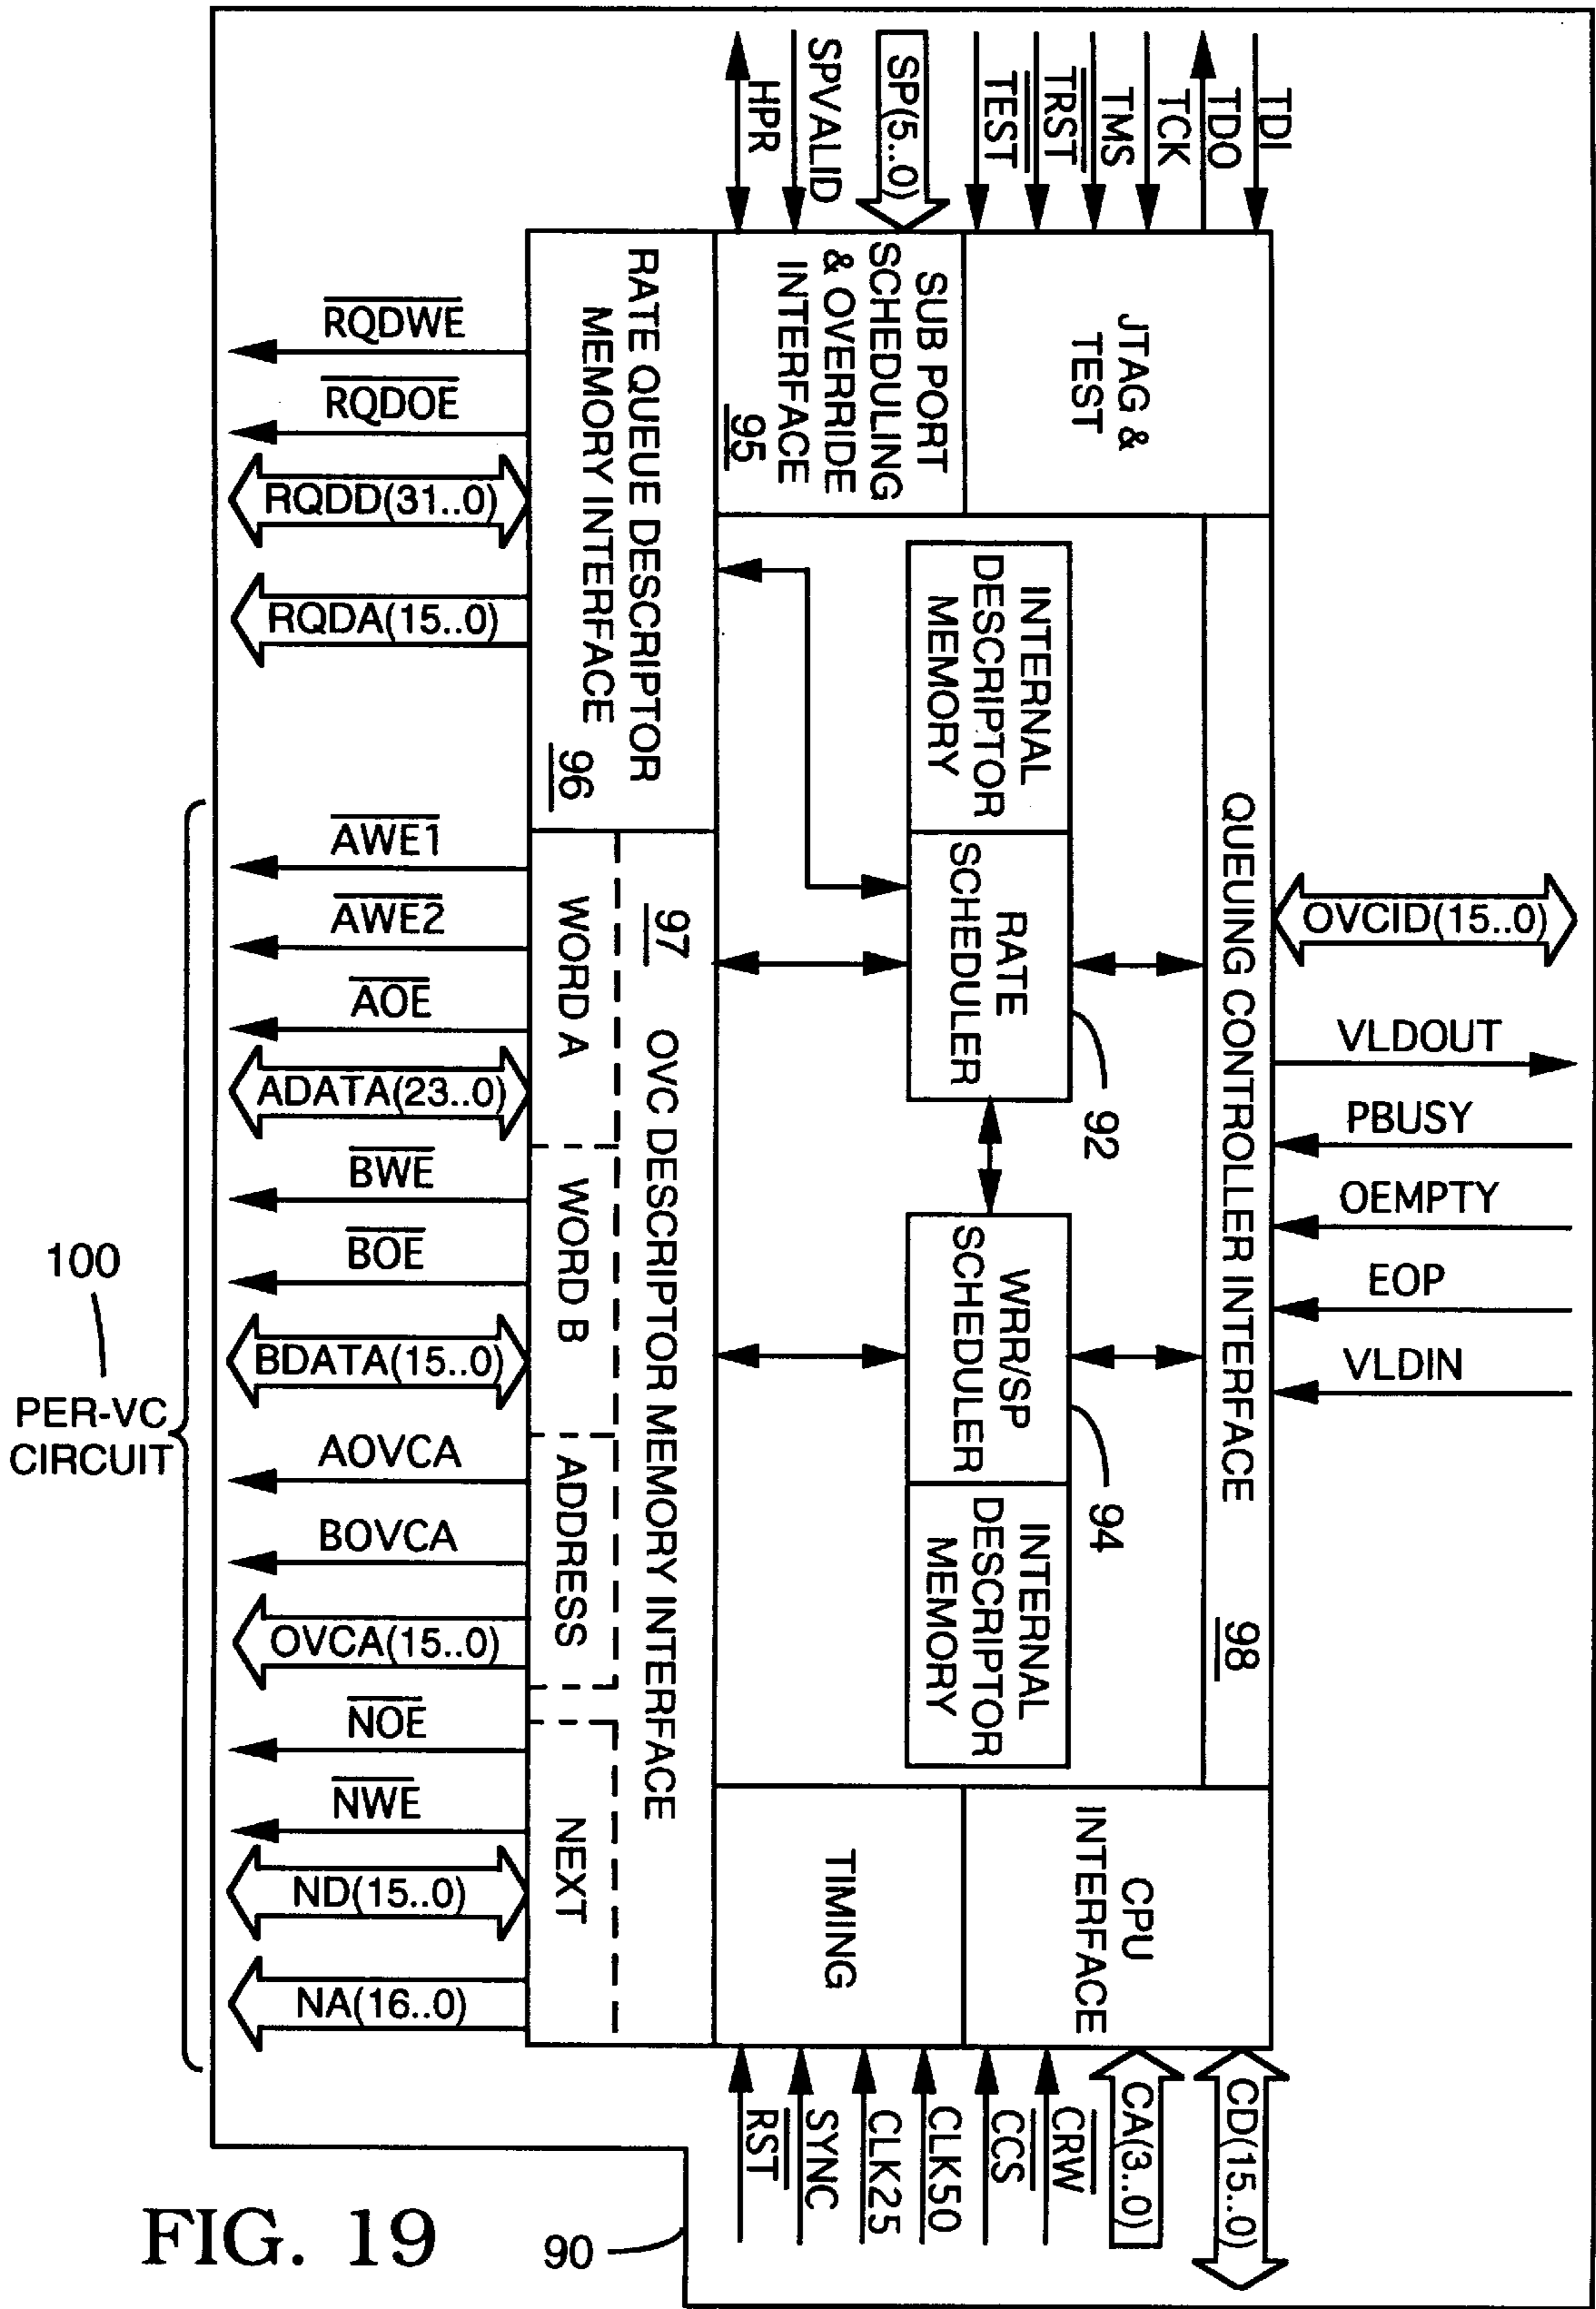 TDI
TDO
TCK
TMS
TRST
TEST
SP(5..0)
SPVALID
HPR
JTAG &
TEST
SUB PORT
SCHEDULING
& OVERRIDE
INTERFACE
95
RATE QUEUE DESCRIPTOR
MEMORY INTERFACE
96
RQDWE
RQDOE
RQDD(31..0)
RQDA(15..0)
QUEUING CONTROLLER INTERFACE
98
OVCID(15..0)
VLDOUT
PBUSY
OEMPTY
EOP
VLDIN
INTERNAL
DESCRIPTOR
MEMORY
RATE
SCHEDULER
92
WRR/SP
SCHEDULER
94
INTERNAL
DESCRIPTOR
MEMORY
97
OVC DESCRIPTOR MEMORY INTERFACE
WORD A
WORD B
ADDRESS
NEXT
AWE1
AWE2
AOE
ADATA(23..0)
BWE
BOE
BDATA(15..0)
AOVCA
BOVCA
OVCA(15..0)
NOE
NWE
ND(15..0)
NA(16..0)
100
PER-VC
CIRCUIT
CPU
INTERFACE
TIMING
CD(15..0)
CA(3..0)
CRW
CCS
CLK50
CLK25
SYNC
RST
90
FIG. 19